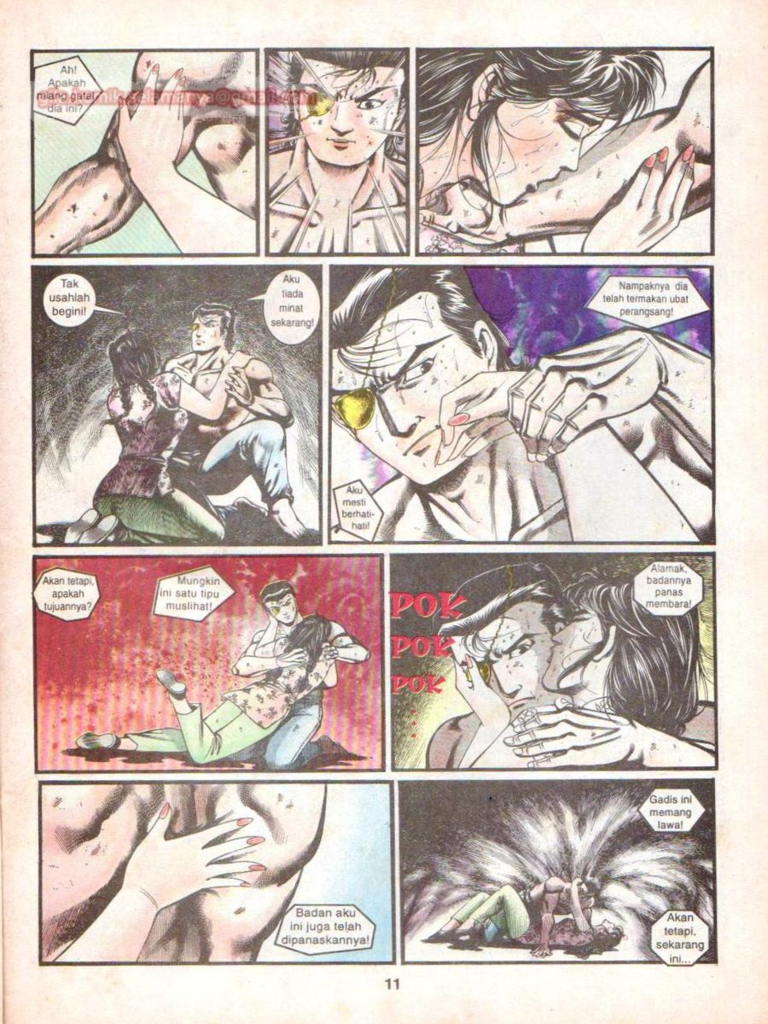 Ah!
Apakah
miang gatal
dia ini?
Tak
usahlah
begini!
Aku
tiada
minat
sekarang!
Nampaknya dia
telah termakan ubat
perangsang!
Aku
mesti
berhati-
hati!
Akan tetapi,
apakah
tujuannya?
Mungkin
ini satu tipu
muslihat!
POK
POK
POK
Alamak,
badannya
panas
membara!
Badan aku
ini juga telah
dipanaskannya!
Gadis ini
memang
lawa!
Akan
tetapi,
sekarang
ini...
11